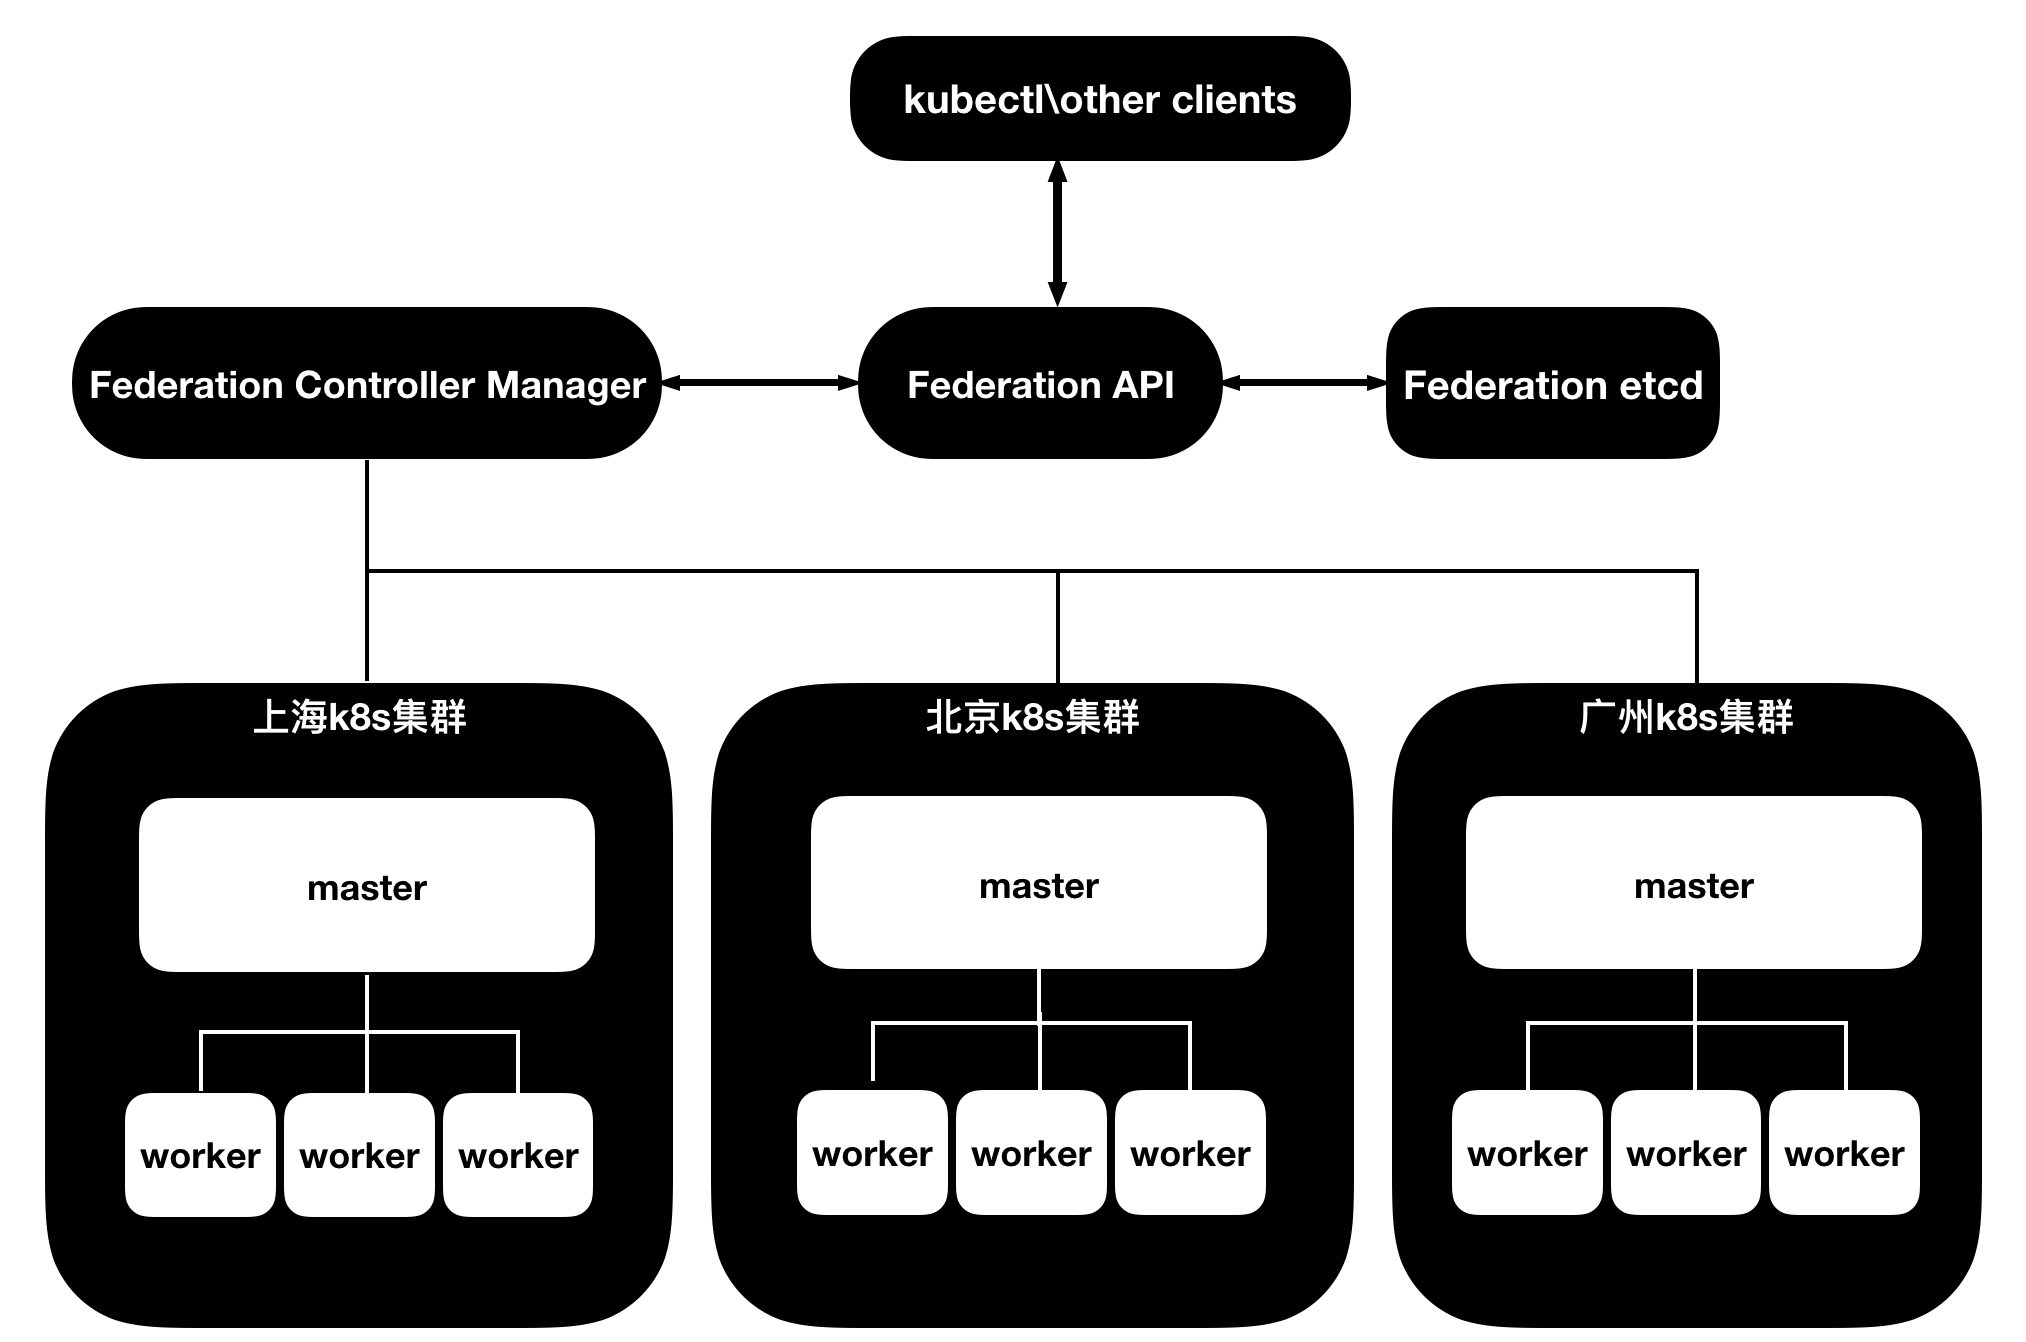 kubectl\other clients
Federation Controller Manager
Federation API
Federation etcd
上海k8s集群
master
worker
worker
worker
北京k8s集群
master
worker
worker
worker
广州k8s集群
master
worker
worker
worker